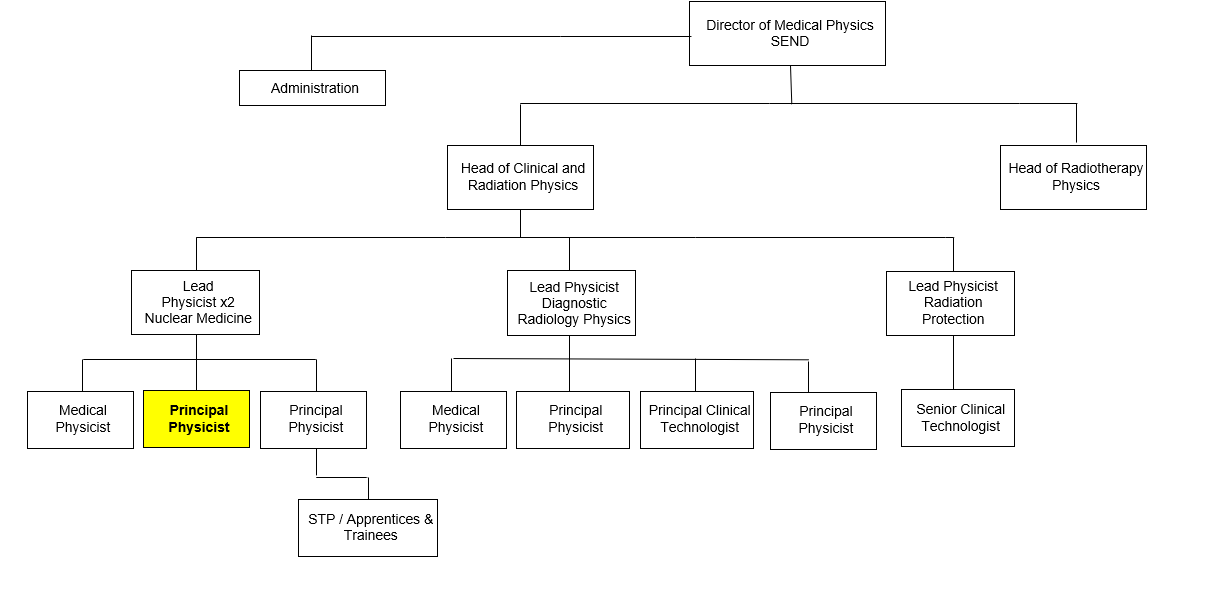 Director of Medical Physics
SEND
Administration
Head of Clinical and
Radiation Physics
Head of Radiotherapy
Physics
Lead
Physicist x2
Nuclear Medicine
Lead Physicist
Diagnostic
Radiology Physics
Lead Physicist
Radiation
Protection
Medical
Physicist
Principal
Physicist
Principal
Physicist
Medical
Physicist
Principal
Physicist
Principal Clinical
Technologist
Principal
Physicist
Senior Clinical
Technologist
STP / Apprentices &
Trainees